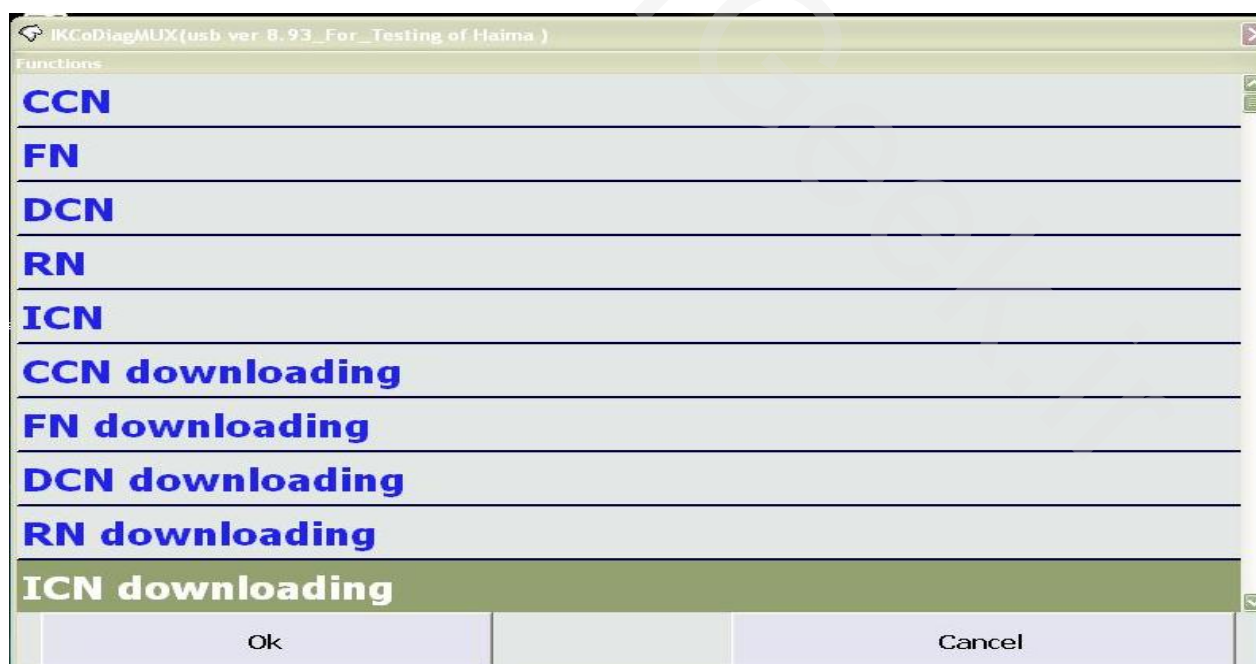 IKCoDiagMUX(usb ver 8.93_For_Testing of Haima )
Functions
CCN
FN
DCN
RN
ICN
CCN downloading
FN downloading
DCN downloading
RN downloading
ICN downloading
Ok
Cancel